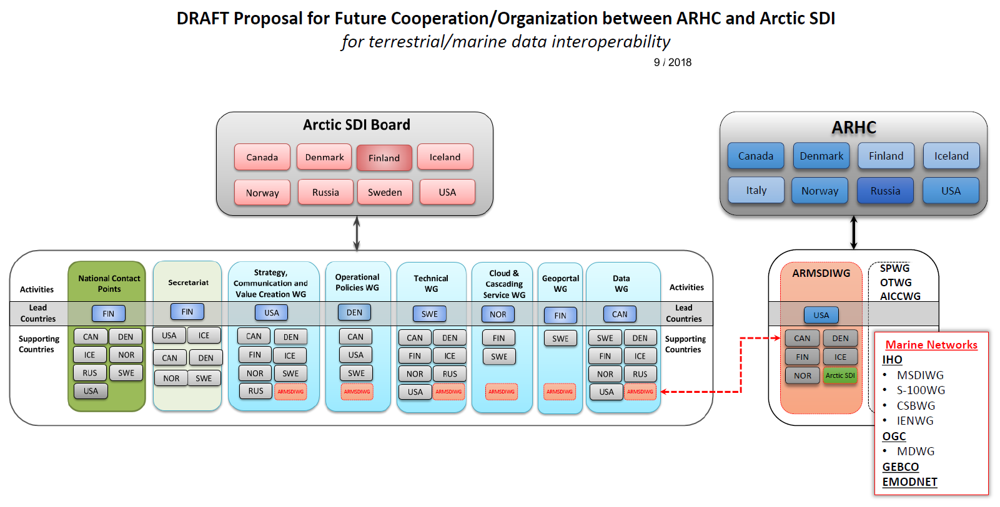 DRAFT Proposal for Future Cooperation/Organization between ARHC and Arctic SDI
for terrestrial/marine data interoperability
9 / 2018
Arctic SDI Board
Canada Denmark Finland Iceland
Norway Russia Sweden USA
ARHC
Canada Denmark Finland Iceland
Italy Norway Russia USA
Activities
Lead
Countries
Supporting
Countries
National Contact
Points
FIN
CAN DEN
ICE NOR
RUS SWE
USA
Secretariat
FIN
USA ICE
CAN DEN
NOR SWE
Strategy,
Communication and
Value Creation WG
USA
CAN DEN
FIN ICE
NOR SWE
RUS ARMSDIWG
Operational
Policies WG
DEN
CAN
USA
SWE
ARMSDIWG
Technical
WG
SWE
CAN DEN
FIN ICE
NOR RUS
USA ARMSDIWG
Cloud &
Cascading
Service WG
NOR
FIN
SWE
ARMSDIWG
Geoportal
WG
FIN
SWE
ARMSDIWG
Data
WG
CAN
SWE DEN
FIN ICE
NOR RUS
USA ARMSDIWG
Activities
Lead
Countries
Supporting
Countries
ARMSDIWG
USA
CAN DEN
FIN ICE
NOR Arctic SDI
SPWG
OTWG
AICCWG
Marine Networks
IHO
• MSDIWG
• S-100WG
• CSBWG
• IENWG
OGC
• MDWG
GEBCO
EMODNET